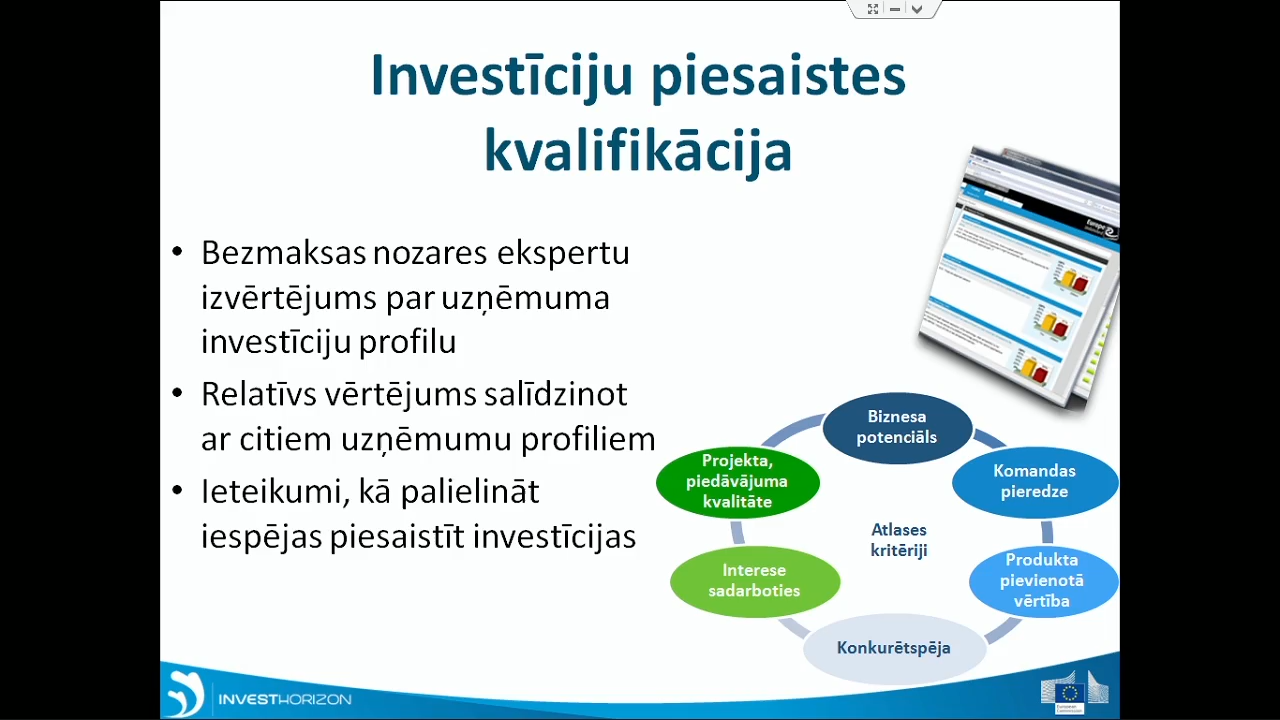 Investīciju piesaistes
kvalifikācija
• Bezmaksas nozares ekspertu
izvērtējums par uzņēmuma
investīciju profilu
• Relatīvs vērtējums salīdzinot
ar citiem uzņēmumu profiliem
• Ieteikumi, kā palielināt
iespējas piesaistīt investīcijas
Biznesa
potenciāls
Komandas
pieredze
Produkta
pievienotā
vērtība
Konkurētspēja
Interese
sadarboties
Projekta,
piedāvājuma
kvalitāte
Atlases
kritēriji
INVESTHORIZON
European
Commission